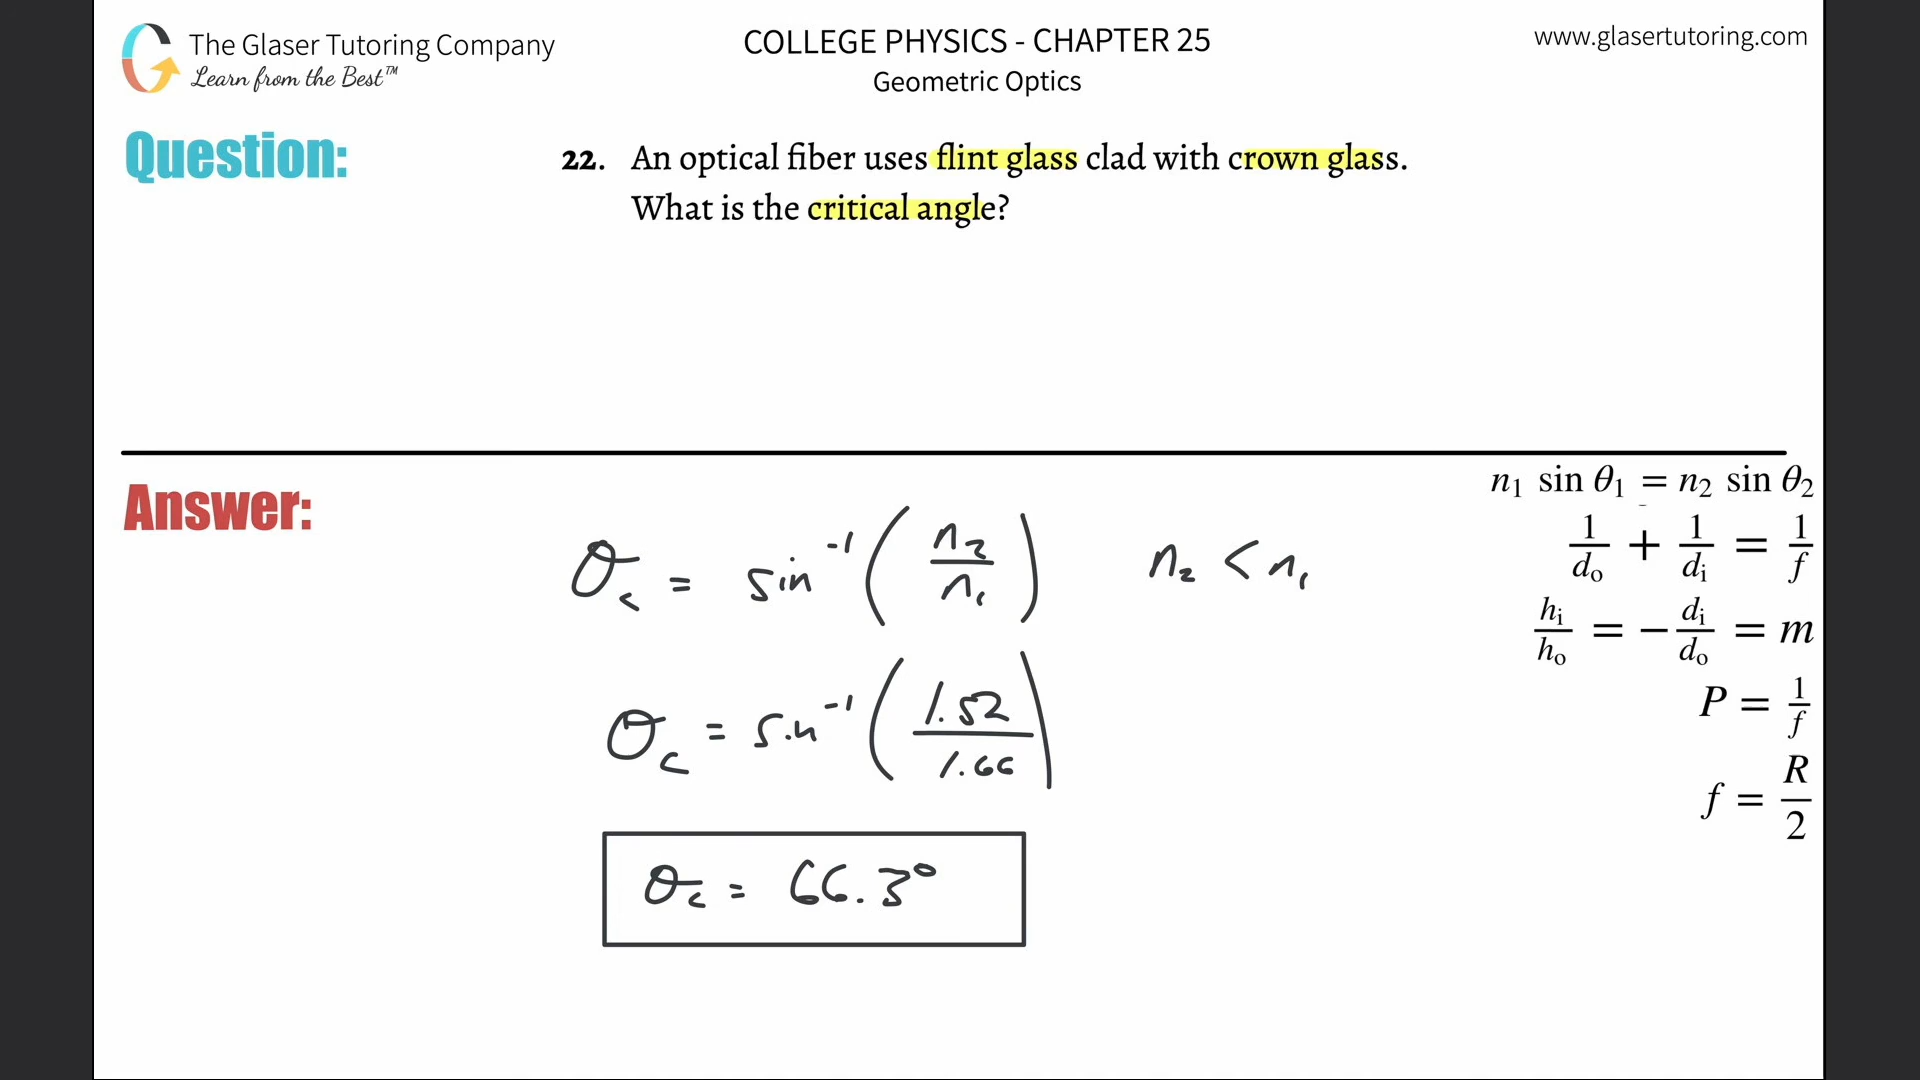 The Glaser Tutoring Company
Learn from the Best™
COLLEGE PHYSICS - CHAPTER 25
Geometric Optics
www.glasertutoring.com
Question:
22. An optical fiber uses flint glass clad with crown glass.
What is the critical angle?
Answer:
θc = sin⁻¹ (n₂/n₁) n₂ < n₁
θc = sin⁻¹ (1.52/1.66)
θc = 66.3°
n₁ sin θ₁ = n₂ sin θ₂
1/dₒ + 1/dᵢ = 1/f
hᵢ/hₒ = −dᵢ/dₒ = m
P = 1/f
f = R/2